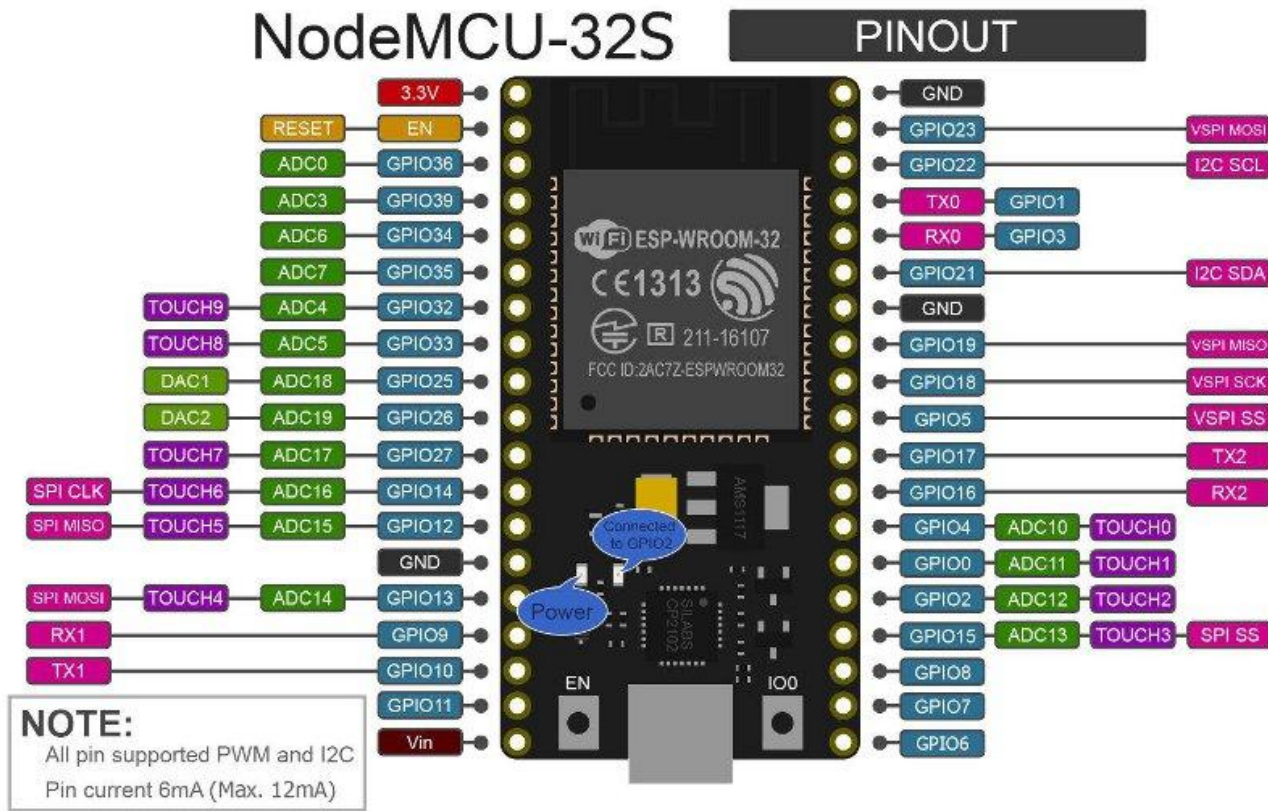 NodeMCU-32S PINOUT
3.3V
RESET EN
ADC0 GPIO36
ADC3 GPIO39
ADC6 GPIO34
ADC7 GPIO35
TOUCH9 ADC4 GPIO32
TOUCH8 ADC5 GPIO33
DAC1 ADC18 GPIO25
DAC2 ADC19 GPIO26
TOUCH7 ADC17 GPIO27
SPI CLK TOUCH6 ADC16 GPIO14
SPI MISO TOUCH5 ADC15 GPIO12
GND
SPI MOSI TOUCH4 ADC14 GPIO13
RX1 GPIO9
TX1 GPIO10
GPIO11
Vin
WiFi ESP-WROOM-32
CE1313
R 211-16107
FCC ID:2AC7Z-ESPWROOM32
AMS1117
Connected
to GPIO2
Power
SILABS
CP2102
EN
IO0
GND
GPIO23 VSPI MOSI
GPIO22 I2C SCL
TX0 GPIO1
RX0 GPIO3
GPIO21 I2C SDA
GND
GPIO19 VSPI MISO
GPIO18 VSPI SCK
GPIO5 VSPI SS
GPIO17 TX2
GPIO16 RX2
GPIO4 ADC10 TOUCH0
GPIO0 ADC11 TOUCH1
GPIO2 ADC12 TOUCH2
GPIO15 ADC13 TOUCH3 SPI SS
GPIO8
GPIO7
GPIO6
NOTE:
All pin supported PWM and I2C
Pin current 6mA (Max. 12mA)